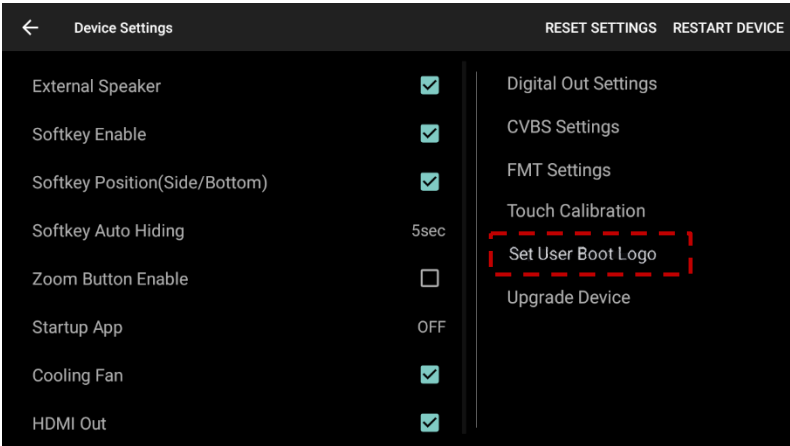 Device Settings
RESET SETTINGS
RESTART DEVICE
External Speaker
Softkey Enable
Softkey Position(Side/Bottom)
Softkey Auto Hiding
5sec
Zoom Button Enable
Startup App
OFF
Cooling Fan
HDMI Out
Digital Out Settings
CVBS Settings
FMT Settings
Touch Calibration
Set User Boot Logo
Upgrade Device